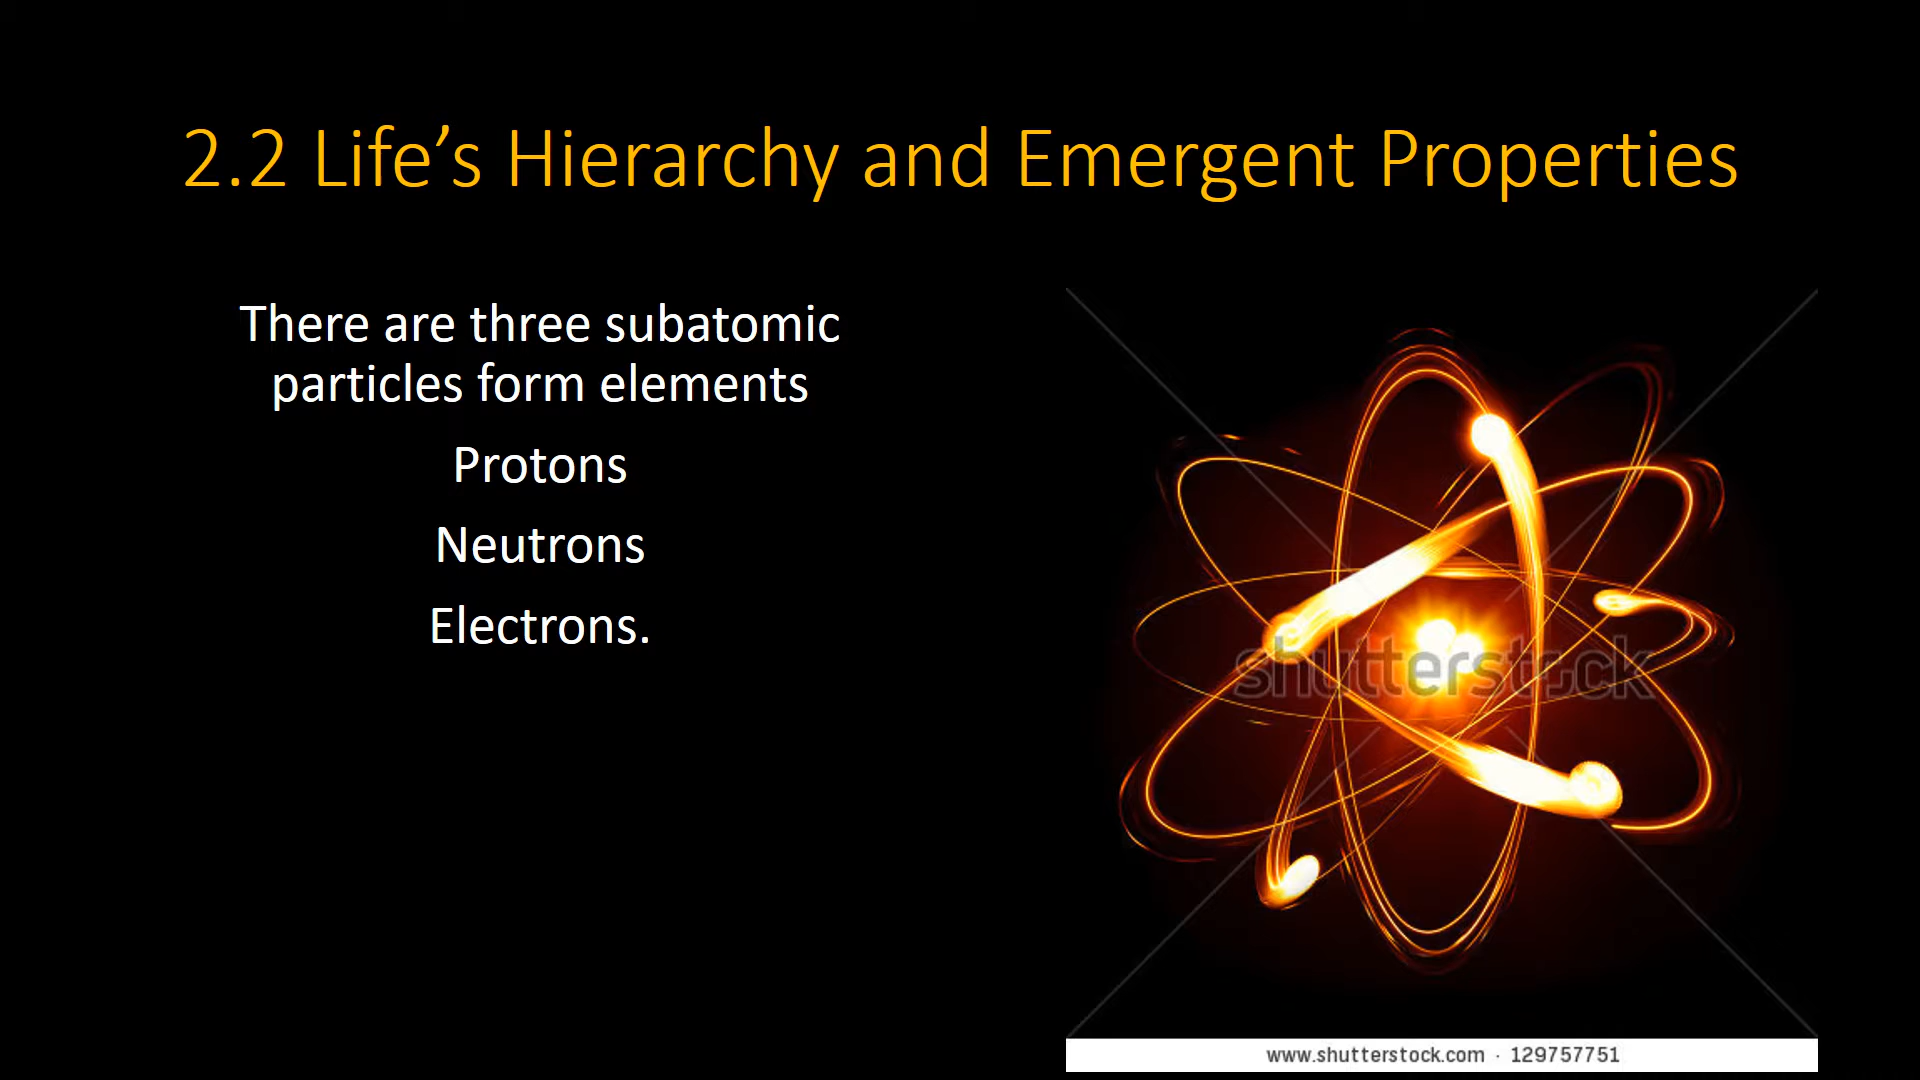 2.2 Life’s Hierarchy and Emergent Properties
There are three subatomic
particles form elements
Protons
Neutrons
Electrons.
shutterstock
www.shutterstock.com · 129757751